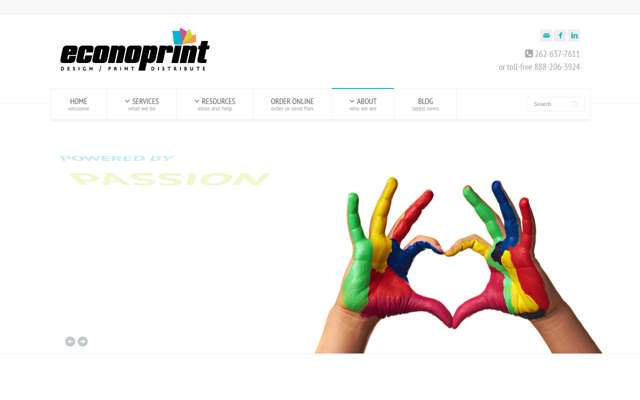 econoprint
DESIGN / PRINT / DISTRIBUTE
262-637-7611
or toll-free 888-206-3924
HOME
welcome
SERVICES
what we do
RESOURCES
ideas and help
ORDER ONLINE
order or send files
ABOUT
who we are
BLOG
latest news
Search
POWERED BY
PASSION